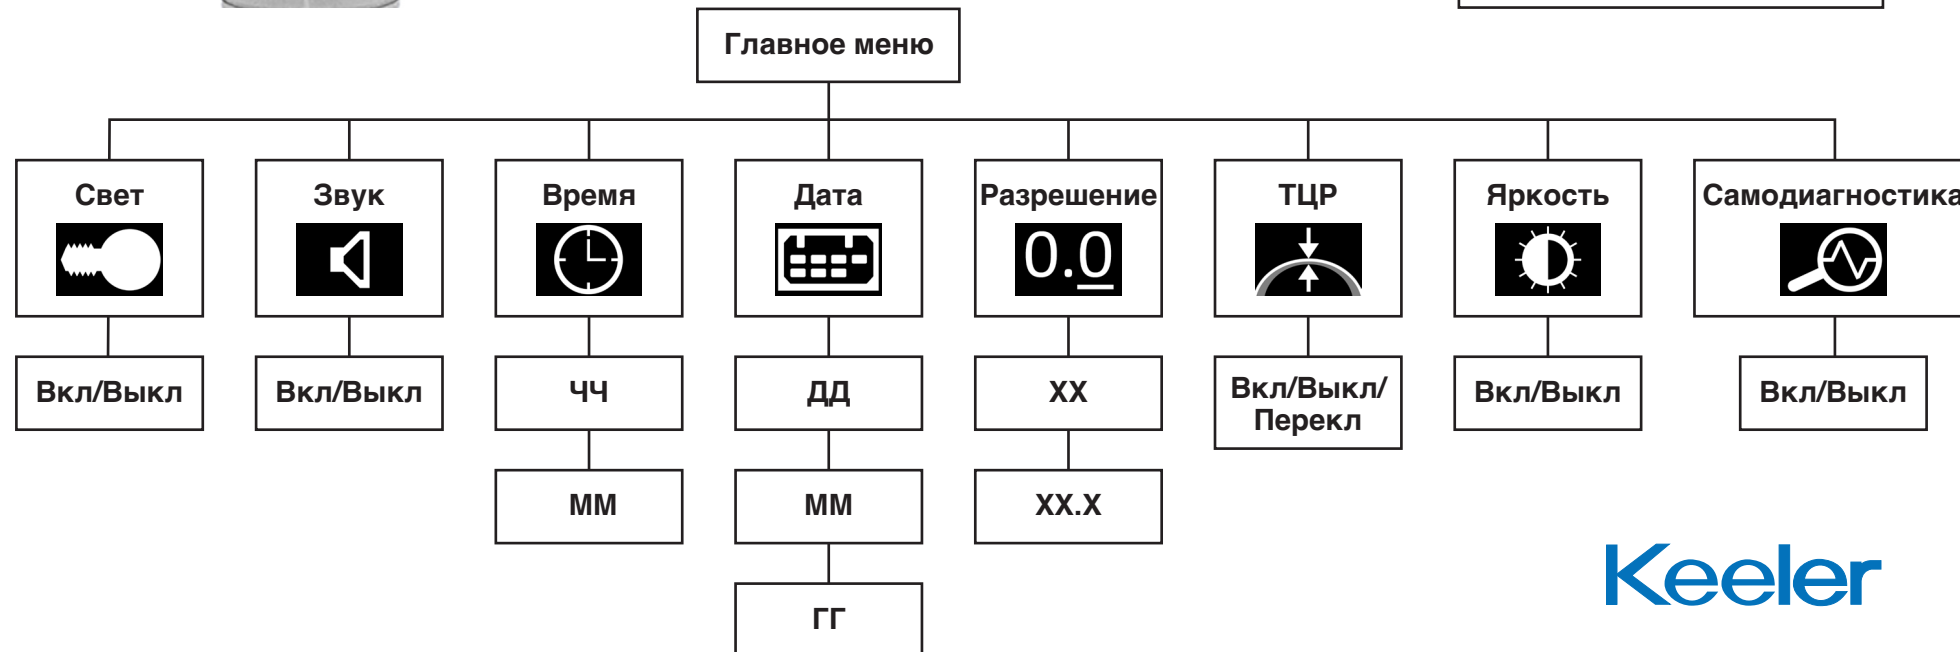 Главное меню
Свет
Звук
Время
Дата
Разрешение
ТЦР
Яркость
Самодиагностика
0.0
Вкл/Выкл
Вкл/Выкл
ЧЧ
ДД
XX
Вкл/Выкл/
Перекл
Вкл/Выкл
Вкл/Выкл
ММ
ММ
XX.X
ГГ
Keeler